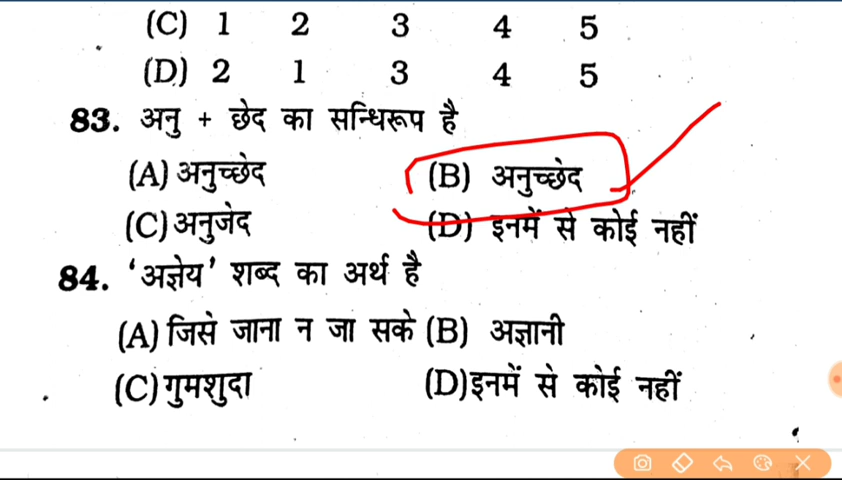 (C) 1 2 3 4 5
(D) 2 1 3 4 5
83. अनु + छेद का सन्धिरूप है
(A) अनुच्छेद (B) अनुच्छेद
(C) अनुजेद (D) इनमें से कोई नहीं
84. 'अज्ञेय' शब्द का अर्थ है
(A) जिसे जाना न जा सके (B) अज्ञानी
(C) गुमशुदा (D) इनमें से कोई नहीं